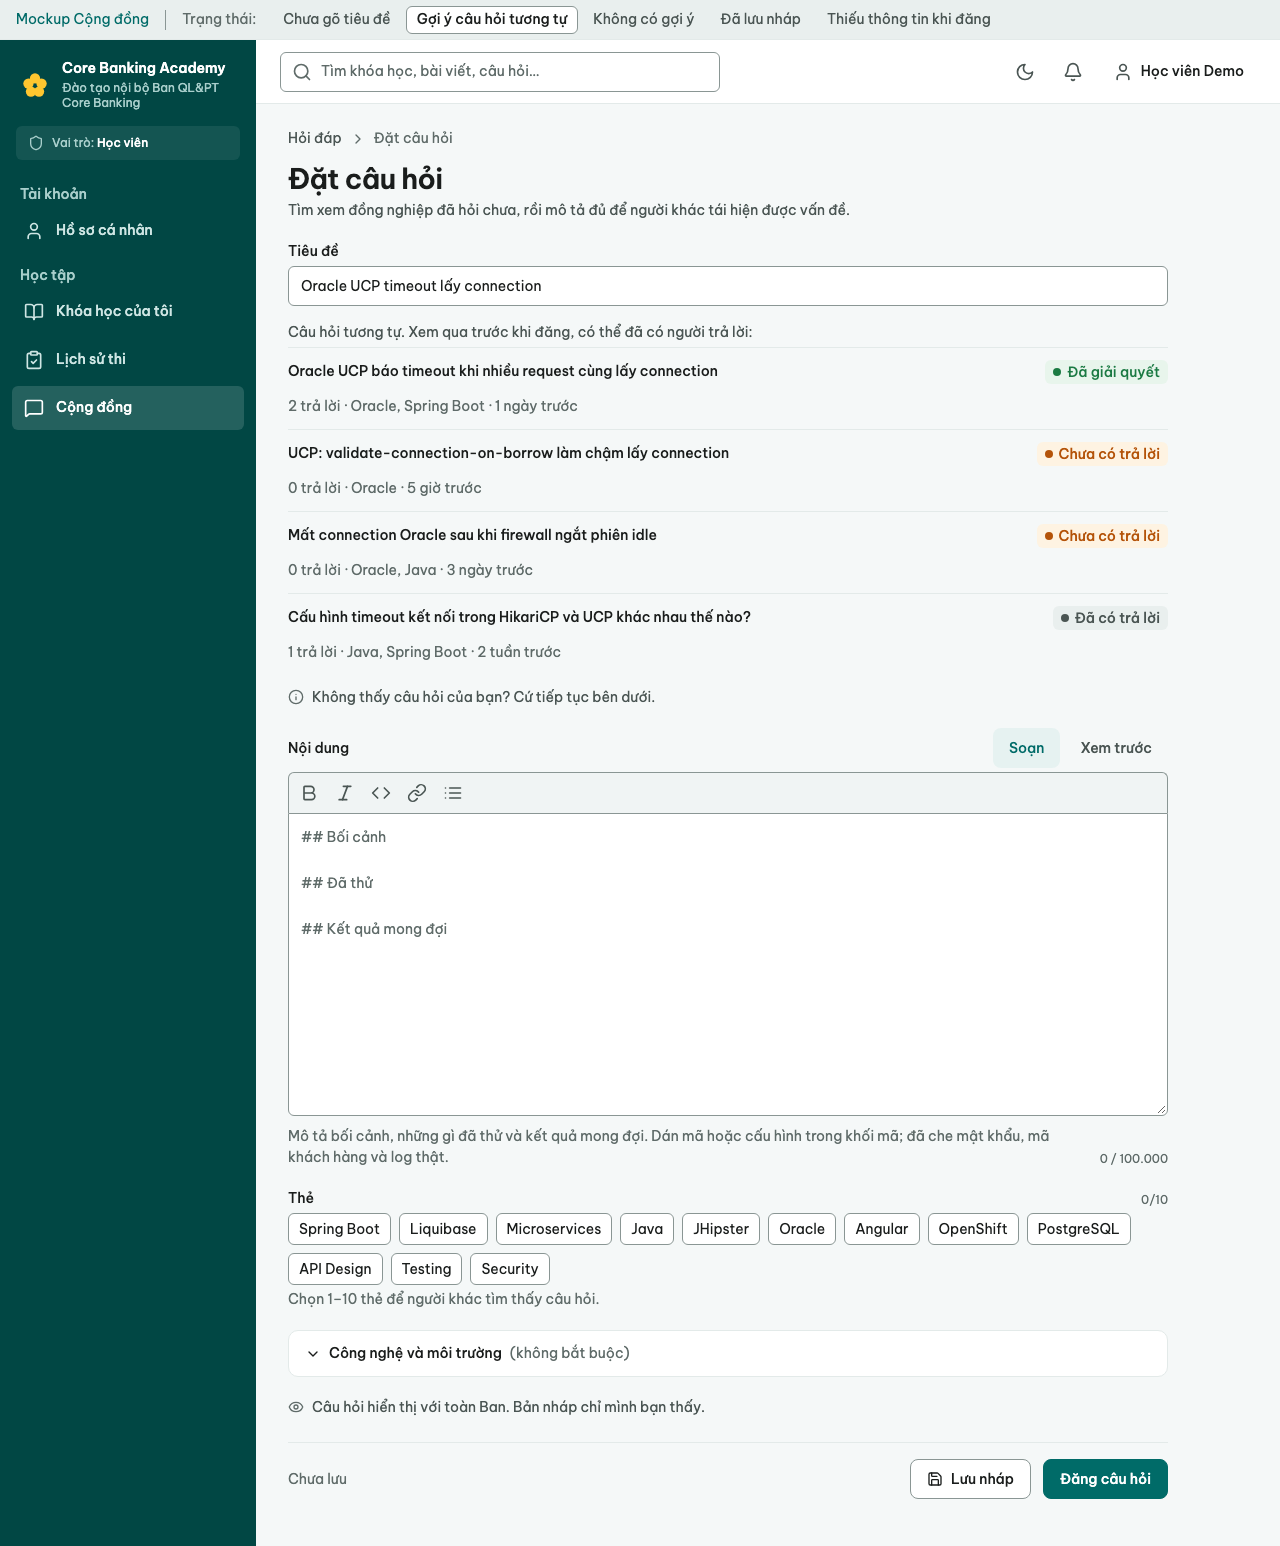 Mockup Cộng đồng
Trạng thái:
Chưa gõ tiêu đề
Gợi ý câu hỏi tương tự
Không có gợi ý
Đã lưu nháp
Thiếu thông tin khi đăng
Core Banking Academy
Đào tạo nội bộ Ban QL&PT
Core Banking
Vai trò: Học viên
Tài khoản
Hồ sơ cá nhân
Học tập
Khóa học của tôi
Lịch sử thi
Cộng đồng
Tìm khóa học, bài viết, câu hỏi...
Học viên Demo
Hỏi đáp
Đặt câu hỏi
Đặt câu hỏi
Tìm xem đồng nghiệp đã hỏi chưa, rồi mô tả đủ để người khác tái hiện được vấn đề.
Tiêu đề
Oracle UCP timeout lấy connection
Câu hỏi tương tự. Xem qua trước khi đăng, có thể đã có người trả lời:
Oracle UCP báo timeout khi nhiều request cùng lấy connection
Đã giải quyết
2 trả lời · Oracle, Spring Boot · 1 ngày trước
UCP: validate-connection-on-borrow làm chậm lấy connection
Chưa có trả lời
0 trả lời · Oracle · 5 giờ trước
Mất connection Oracle sau khi firewall ngắt phiên idle
Chưa có trả lời
0 trả lời · Oracle, Java · 3 ngày trước
Cấu hình timeout kết nối trong HikariCP và UCP khác nhau thế nào?
Đã có trả lời
1 trả lời · Java, Spring Boot · 2 tuần trước
Không thấy câu hỏi của bạn? Cứ tiếp tục bên dưới.
Nội dung
Soạn
Xem trước
## Bối cảnh
## Đã thử
## Kết quả mong đợi
Mô tả bối cảnh, những gì đã thử và kết quả mong đợi. Dán mã hoặc cấu hình trong khối mã; đã che mật khẩu, mã
khách hàng và log thật.
0 / 100.000
Thẻ
0/10
Spring Boot
Liquibase
Microservices
Java
JHipster
Oracle
Angular
OpenShift
PostgreSQL
API Design
Testing
Security
Chọn 1–10 thẻ để người khác tìm thấy câu hỏi.
Công nghệ và môi trường (không bắt buộc)
Câu hỏi hiển thị với toàn Ban. Bản nháp chỉ mình bạn thấy.
Chưa lưu
Lưu nháp
Đăng câu hỏi